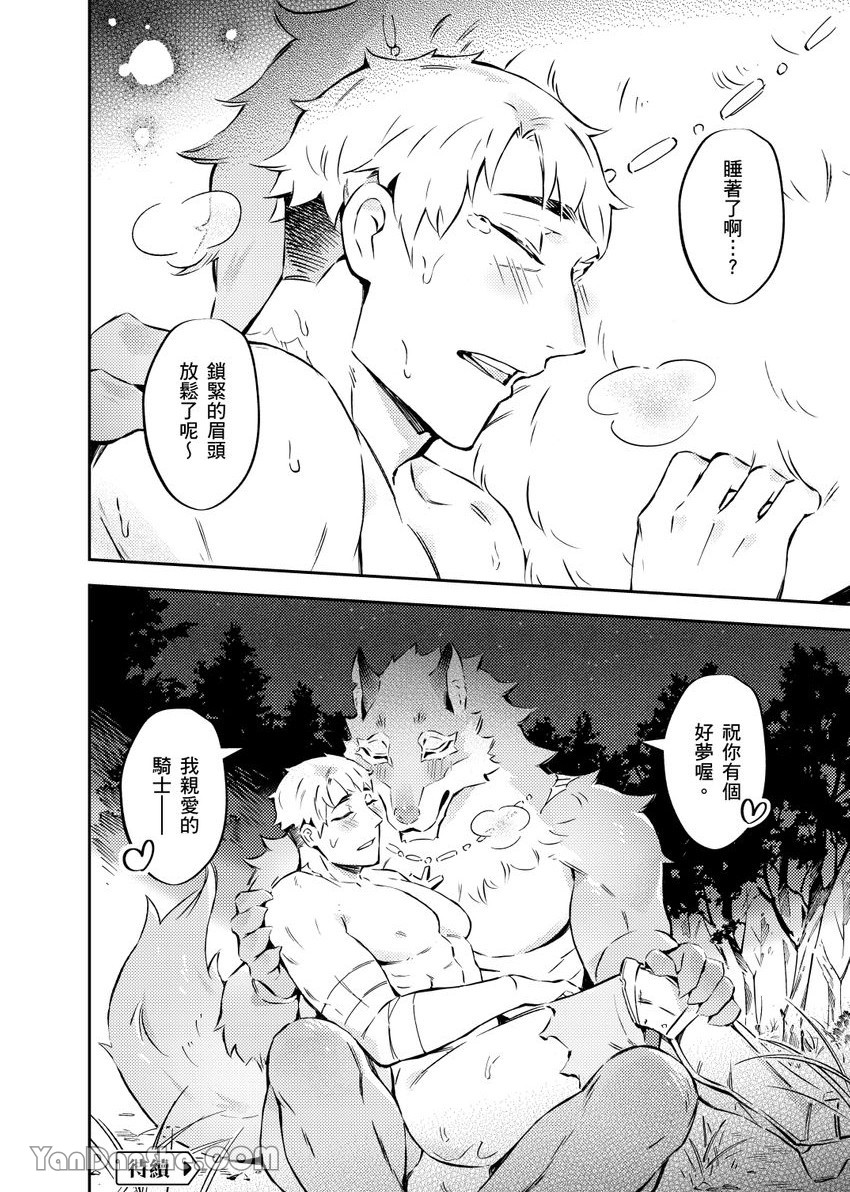 睡著了啊…？
鎖緊的眉頭
放鬆了呢～
祝你有個
好夢喔。
我親愛的
騎士——
待續
YanDanshe.COM